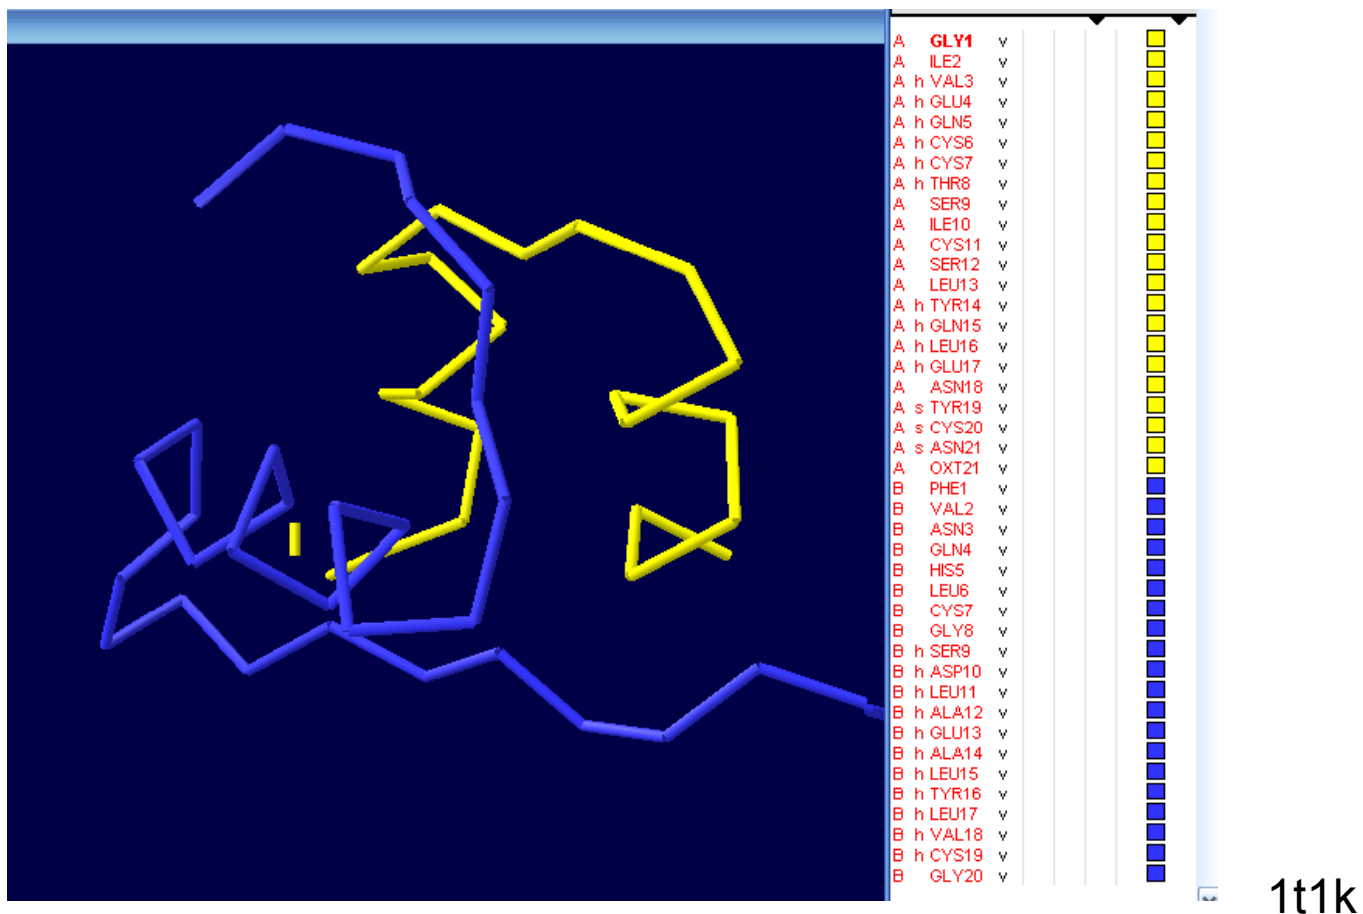 A GLY1 v
A ILE2 v
A h VAL3 v
A h GLU4 v
A h GLN5 v
A h CYS6 v
A h CYS7 v
A h THR8 v
A SER9 v
A ILE10 v
A CYS11 v
A SER12 v
A LEU13 v
A h TYR14 v
A h GLN15 v
A h LEU16 v
A h GLU17 v
A ASN18 v
A s TYR19 v
A s CYS20 v
A s ASN21 v
A OXT21 v
B PHE1 v
B VAL2 v
B ASN3 v
B GLN4 v
B HIS5 v
B LEU6 v
B CYS7 v
B GLY8 v
B h SER9 v
B h ASP10 v
B h LEU11 v
B h ALA12 v
B h GLU13 v
B h ALA14 v
B h LEU15 v
B h TYR16 v
B h LEU17 v
B h VAL18 v
B h CYS19 v
B GLY20 v
1t1k